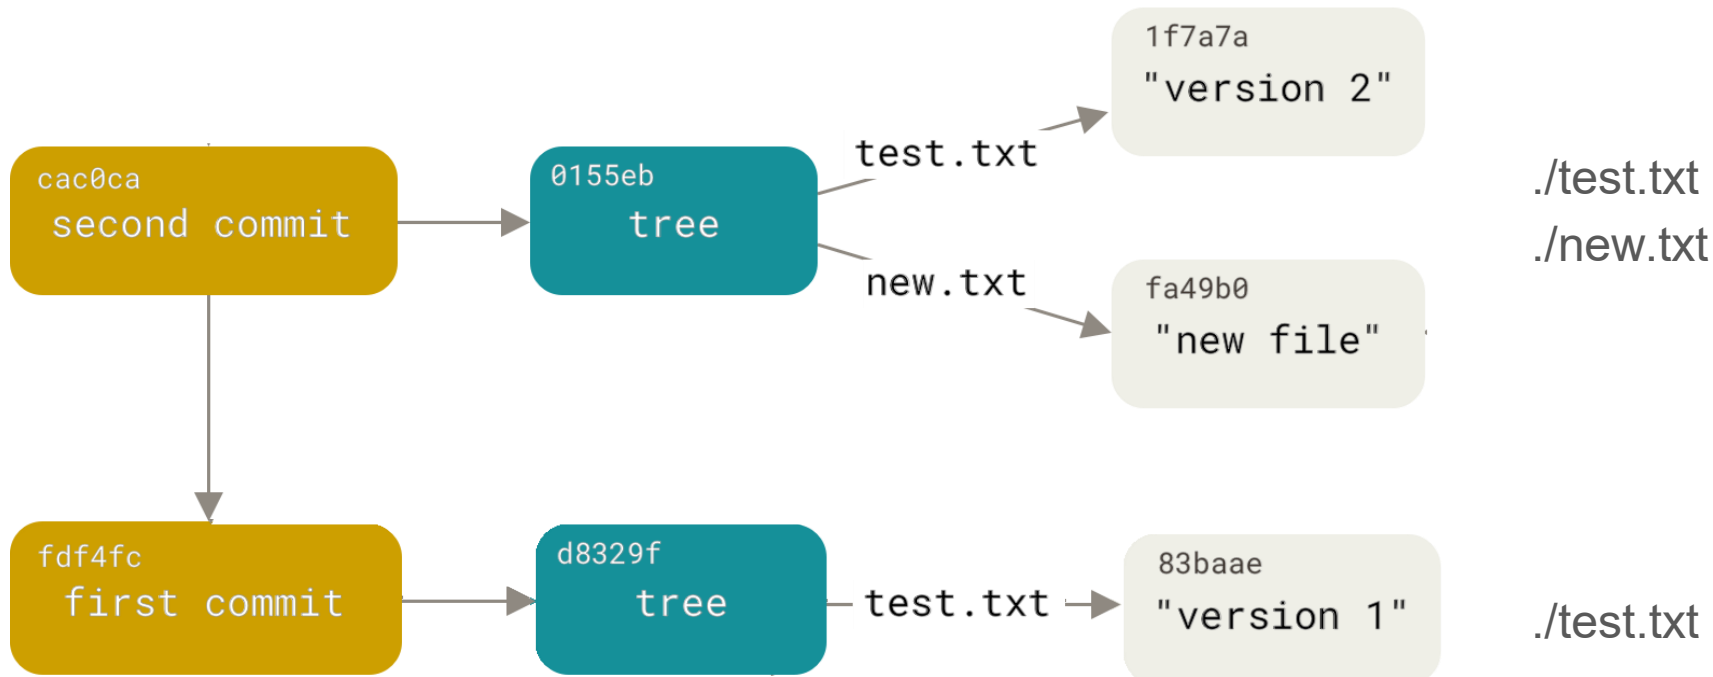 1f7a7a
"version 2"
test.txt
cac0ca
second commit
0155eb
tree
./test.txt
./new.txt
new.txt
fa49b0
"new file"
fdf4fc
first commit
d8329f
tree
test.txt
83baae
"version 1"
./test.txt